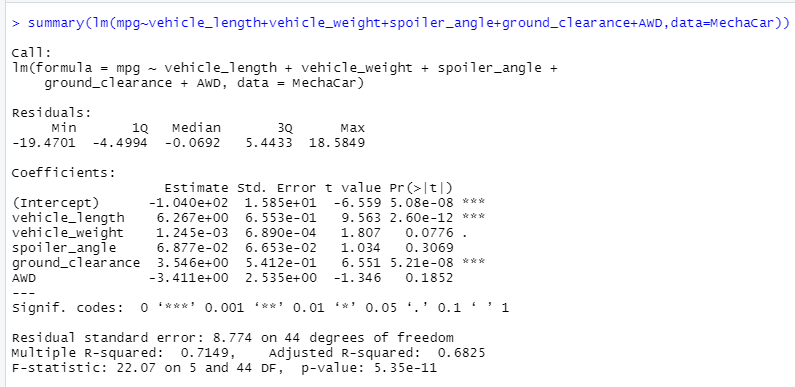 > summary(lm(mpg~vehicle_length+vehicle_weight+spoiler_angle+ground_clearance+AWD,data=MechaCar))

Call:
lm(formula = mpg ~ vehicle_length + vehicle_weight + spoiler_angle +
    ground_clearance + AWD, data = MechaCar)

Residuals:
     Min       1Q   Median       3Q      Max
-19.4701  -4.4994  -0.0692   5.4433  18.5849

Coefficients:
                   Estimate Std. Error t value Pr(>|t|)
(Intercept)      -1.040e+02  1.585e+01  -6.559 5.08e-08 ***
vehicle_length    6.267e+00  6.553e-01   9.563 2.60e-12 ***
vehicle_weight    1.245e-03  6.890e-04   1.807   0.0776 .
spoiler_angle     6.877e-02  6.653e-02   1.034   0.3069
ground_clearance  3.546e+00  5.412e-01   6.551 5.21e-08 ***
AWD              -3.411e+00  2.535e+00  -1.346   0.1852
---
Signif. codes:  0 ‘***’ 0.001 ‘**’ 0.01 ‘*’ 0.05 ‘.’ 0.1 ‘ ’ 1

Residual standard error: 8.774 on 44 degrees of freedom
Multiple R-squared:  0.7149,    Adjusted R-squared:  0.6825
F-statistic: 22.07 on 5 and 44 DF,  p-value: 5.35e-11